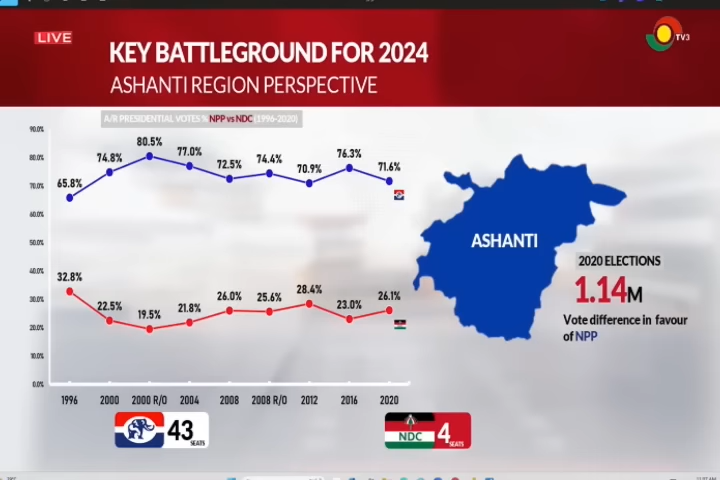 LIVE
KEY BATTLEGROUND FOR 2024
ASHANTI REGION PERSPECTIVE
TV3
A/R PRESIDENTIAL VOTES % NPP vs NDC (1996-2020)
90.0%
80.0%
70.0%
60.0%
50.0%
40.0%
30.0%
20.0%
10.0%
0.0%
65.8% 74.8% 80.5% 77.0% 72.5% 74.4% 70.9% 76.3% 71.6%
32.8% 22.5% 19.5% 21.8% 26.0% 25.6% 28.4% 23.0% 26.1%
1996 2000 2000 R/O 2004 2008 2008 R/O 2012 2016 2020
ASHANTI
2020 ELECTIONS
1.14M
Vote difference in favour
of NPP
43 SEATS
NDC 4 SEATS